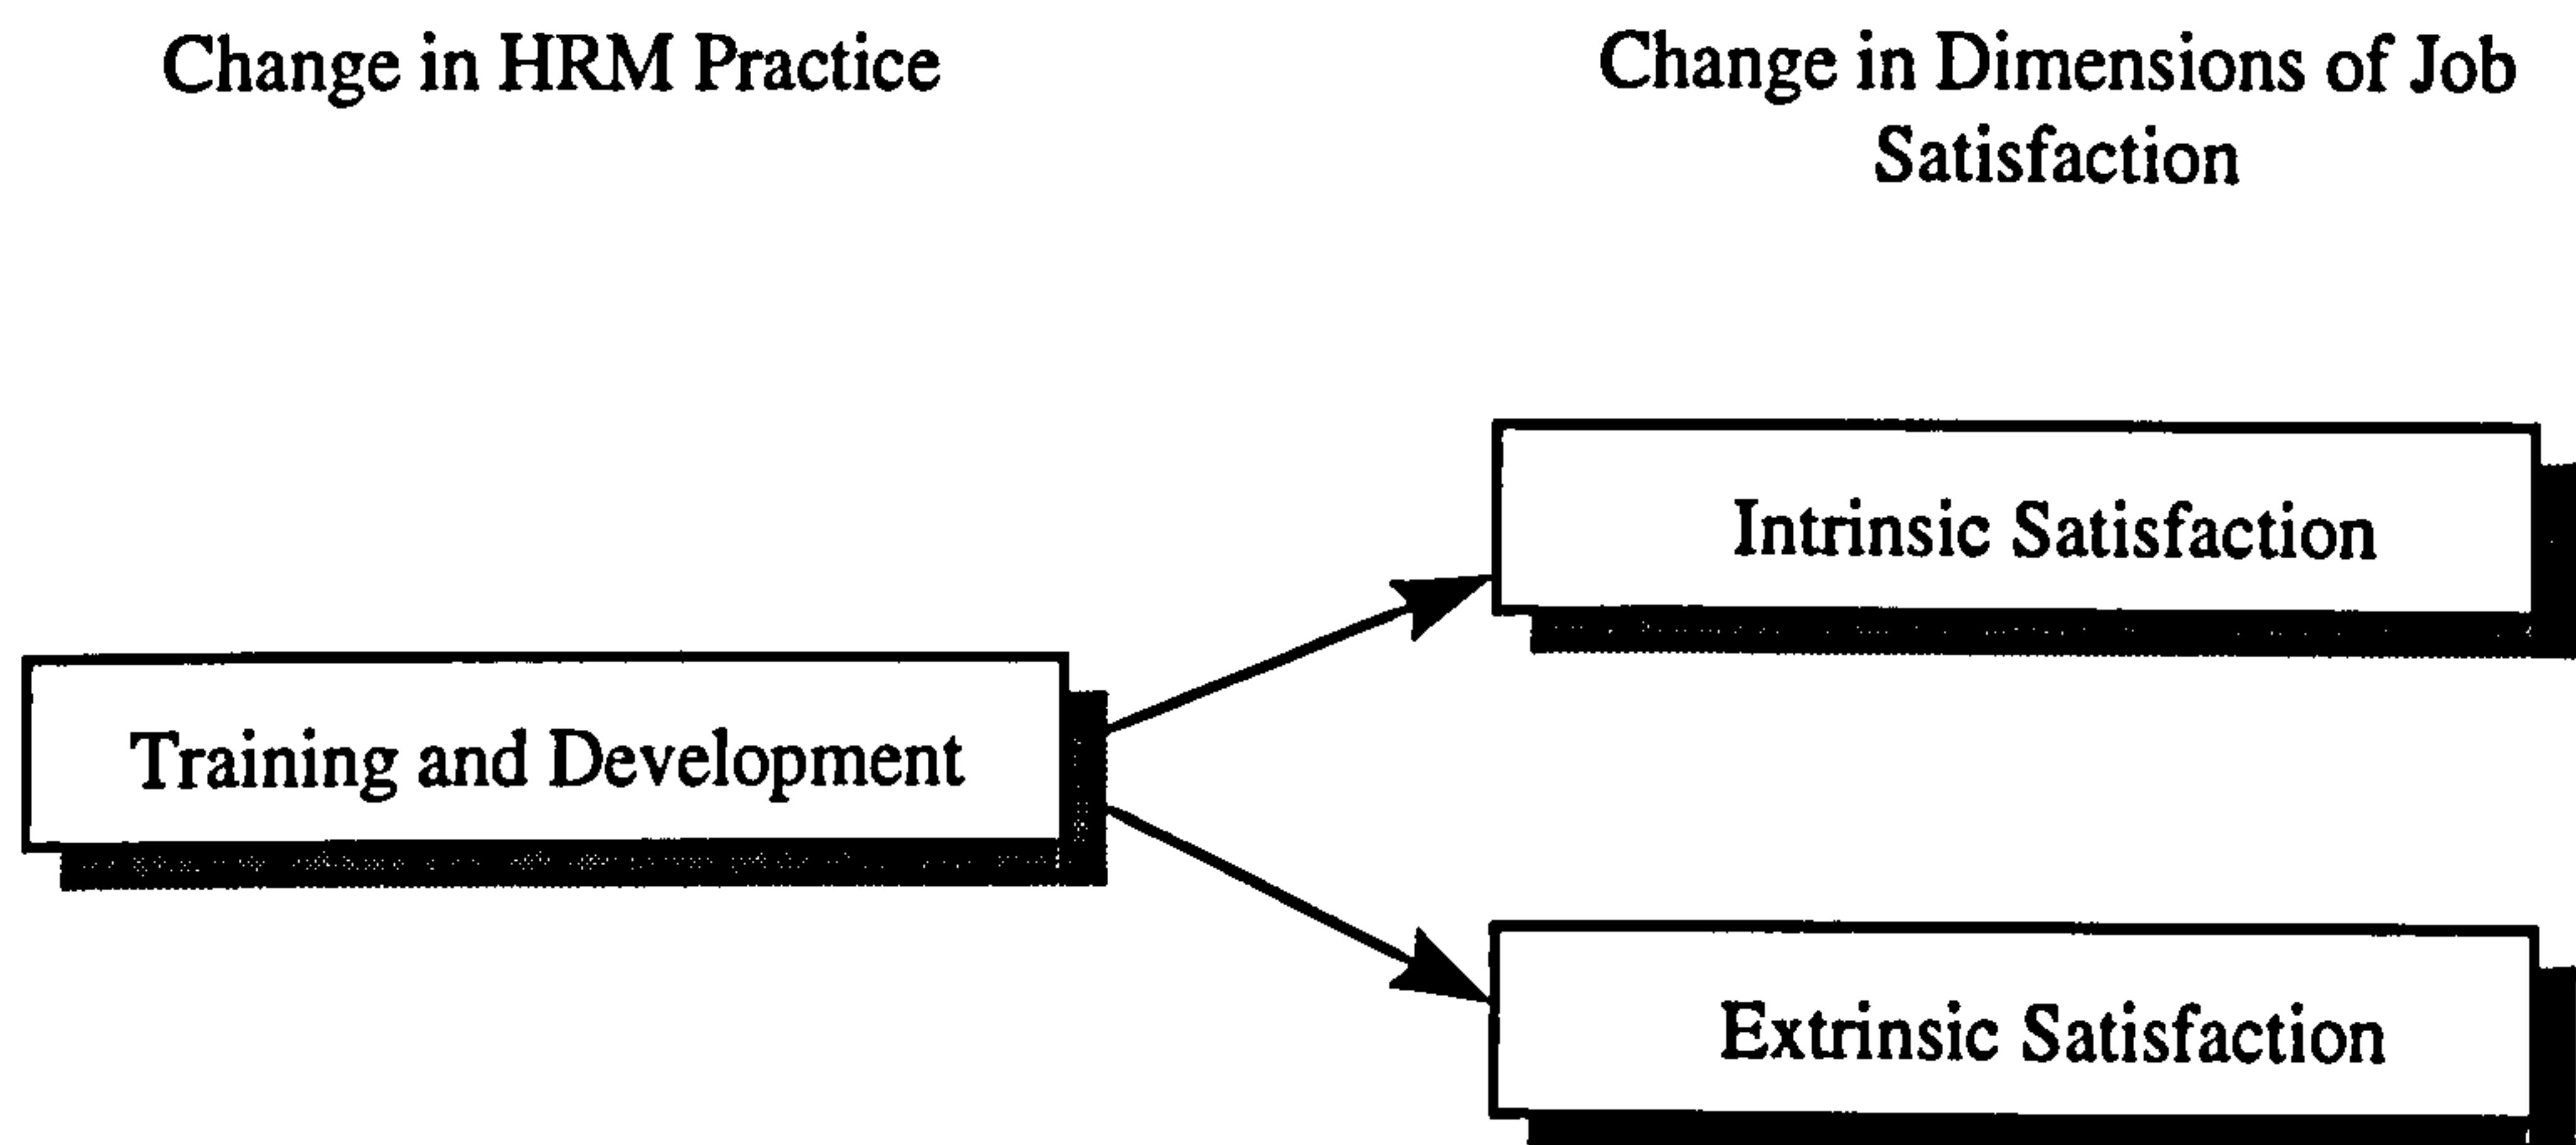 Change in HRM Practice
Change in Dimensions of Job
Satisfaction
Intrinsic Satisfaction
Training and Development
Extrinsic Satisfaction